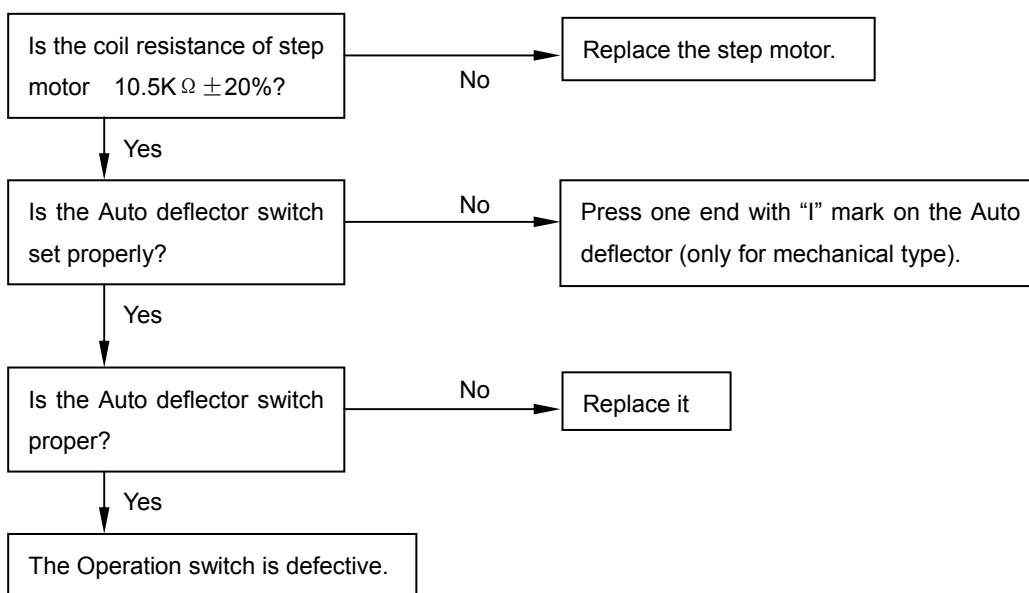 Is the coil resistance of step
motor 10.5KΩ±20%?
No
Replace the step motor.
Yes
Is the Auto deflector switch
set properly?
No
Press one end with “I” mark on the Auto
deflector (only for mechanical type).
Yes
Is the Auto deflector switch
proper?
No
Replace it
Yes
The Operation switch is defective.